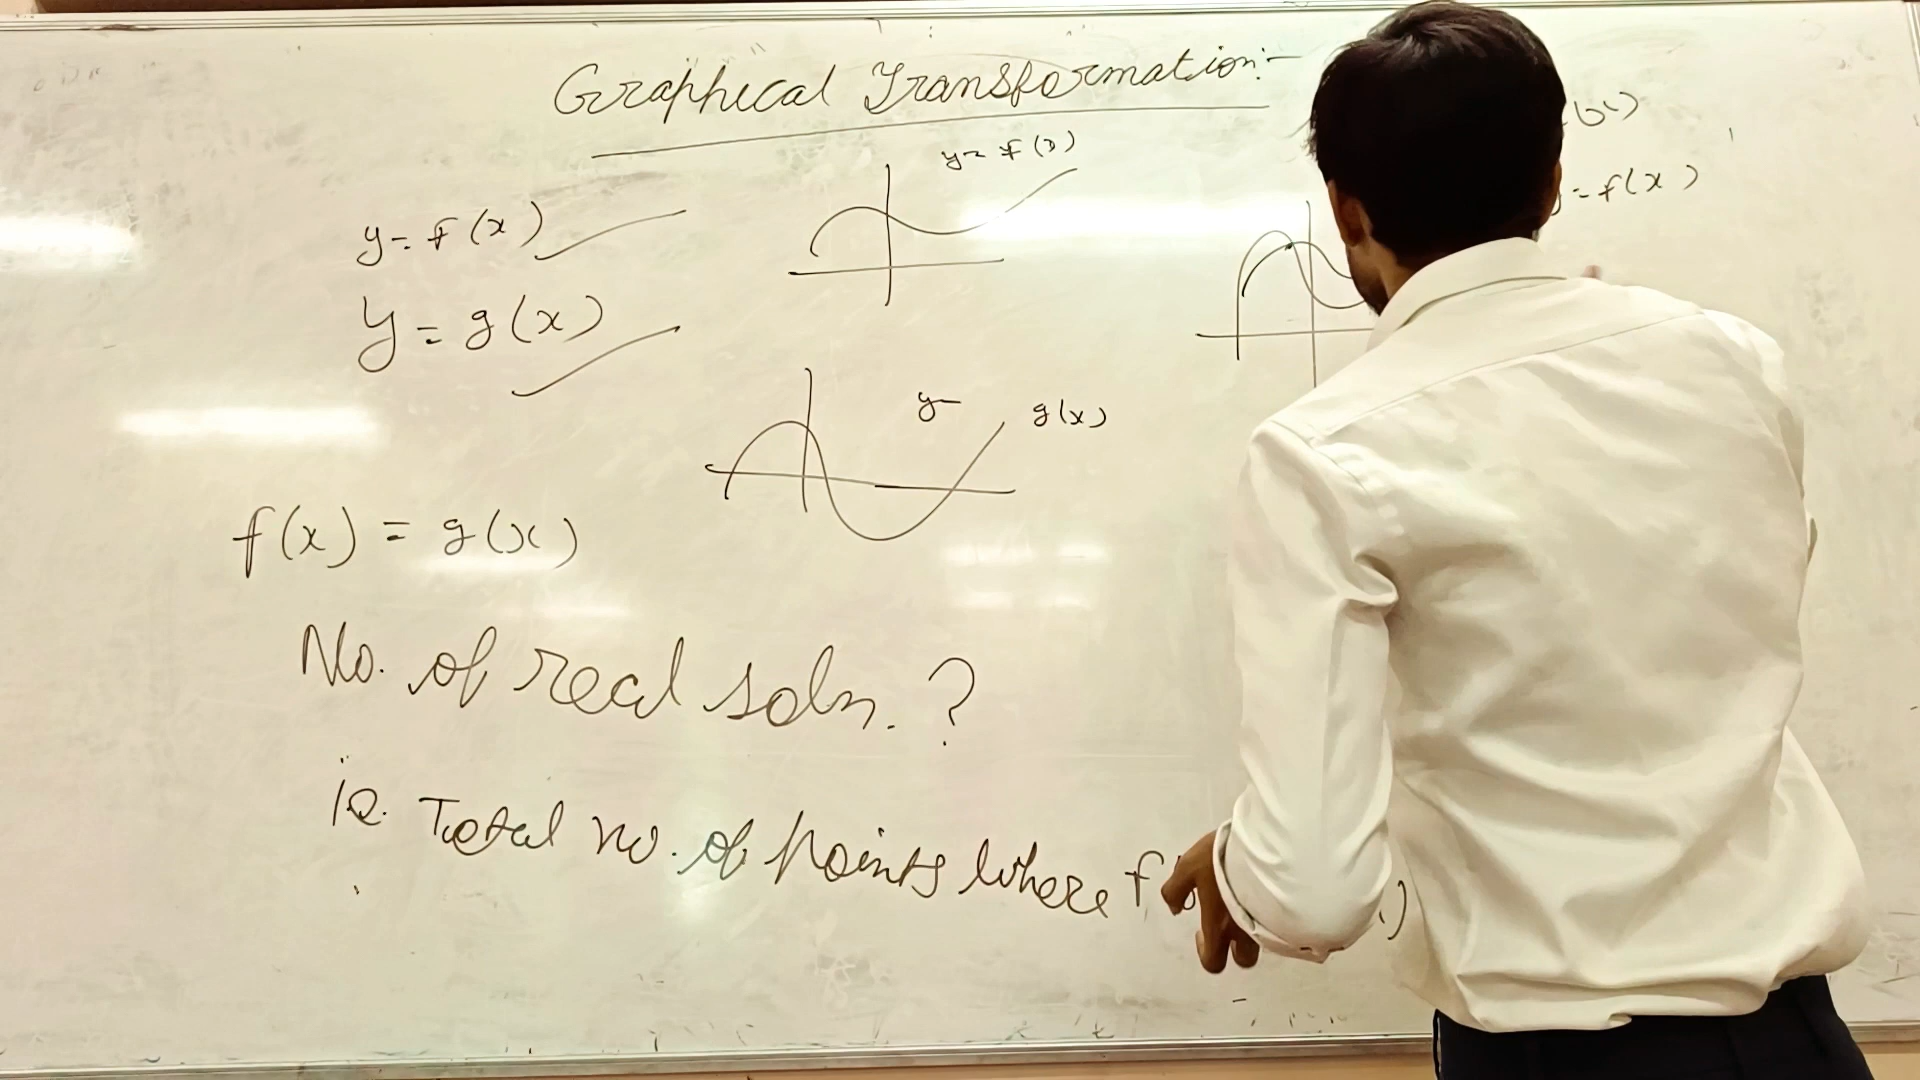 Graphical Transformation:-
y = f(x)
y = g(x)
y = f(x)
y = g(x)
y = f(x)
f(x) = g(x)
No. of real soln. ?
ie. Total no. of points where f